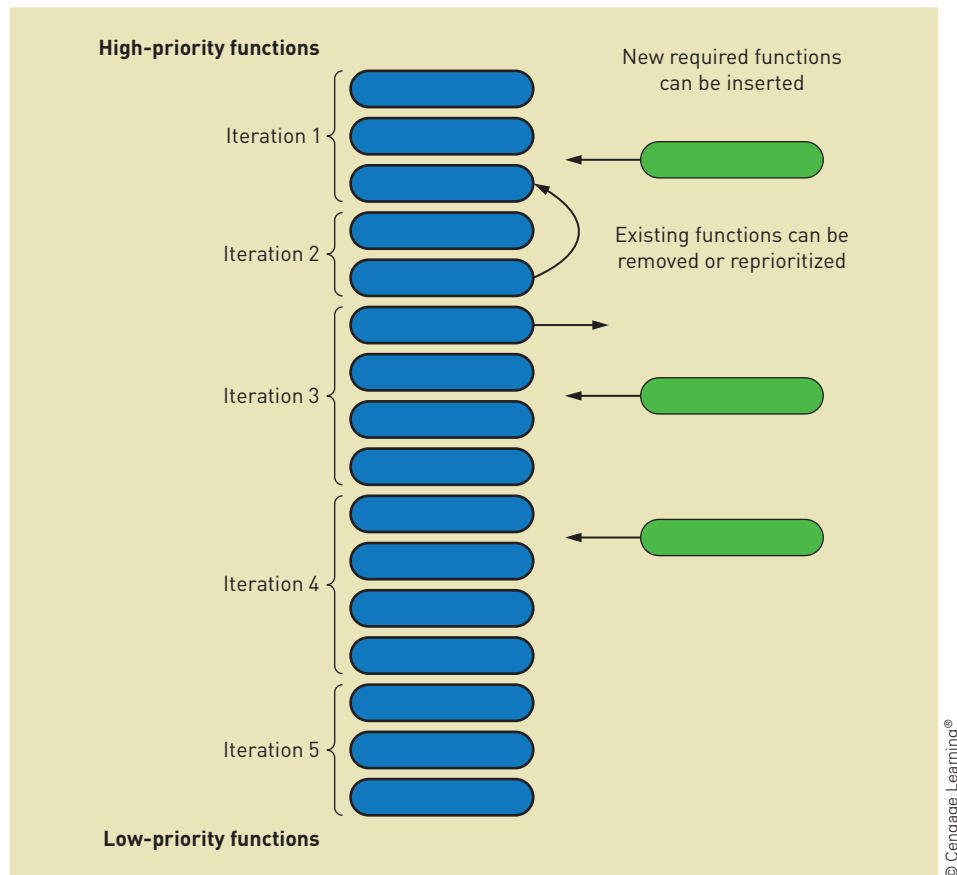 High-priority functions
New required functions
can be inserted
Iteration 1
Iteration 2
Existing functions can be
removed or reprioritized
Iteration 3
Iteration 4
Iteration 5
Low-priority functions
© Cengage Learning®